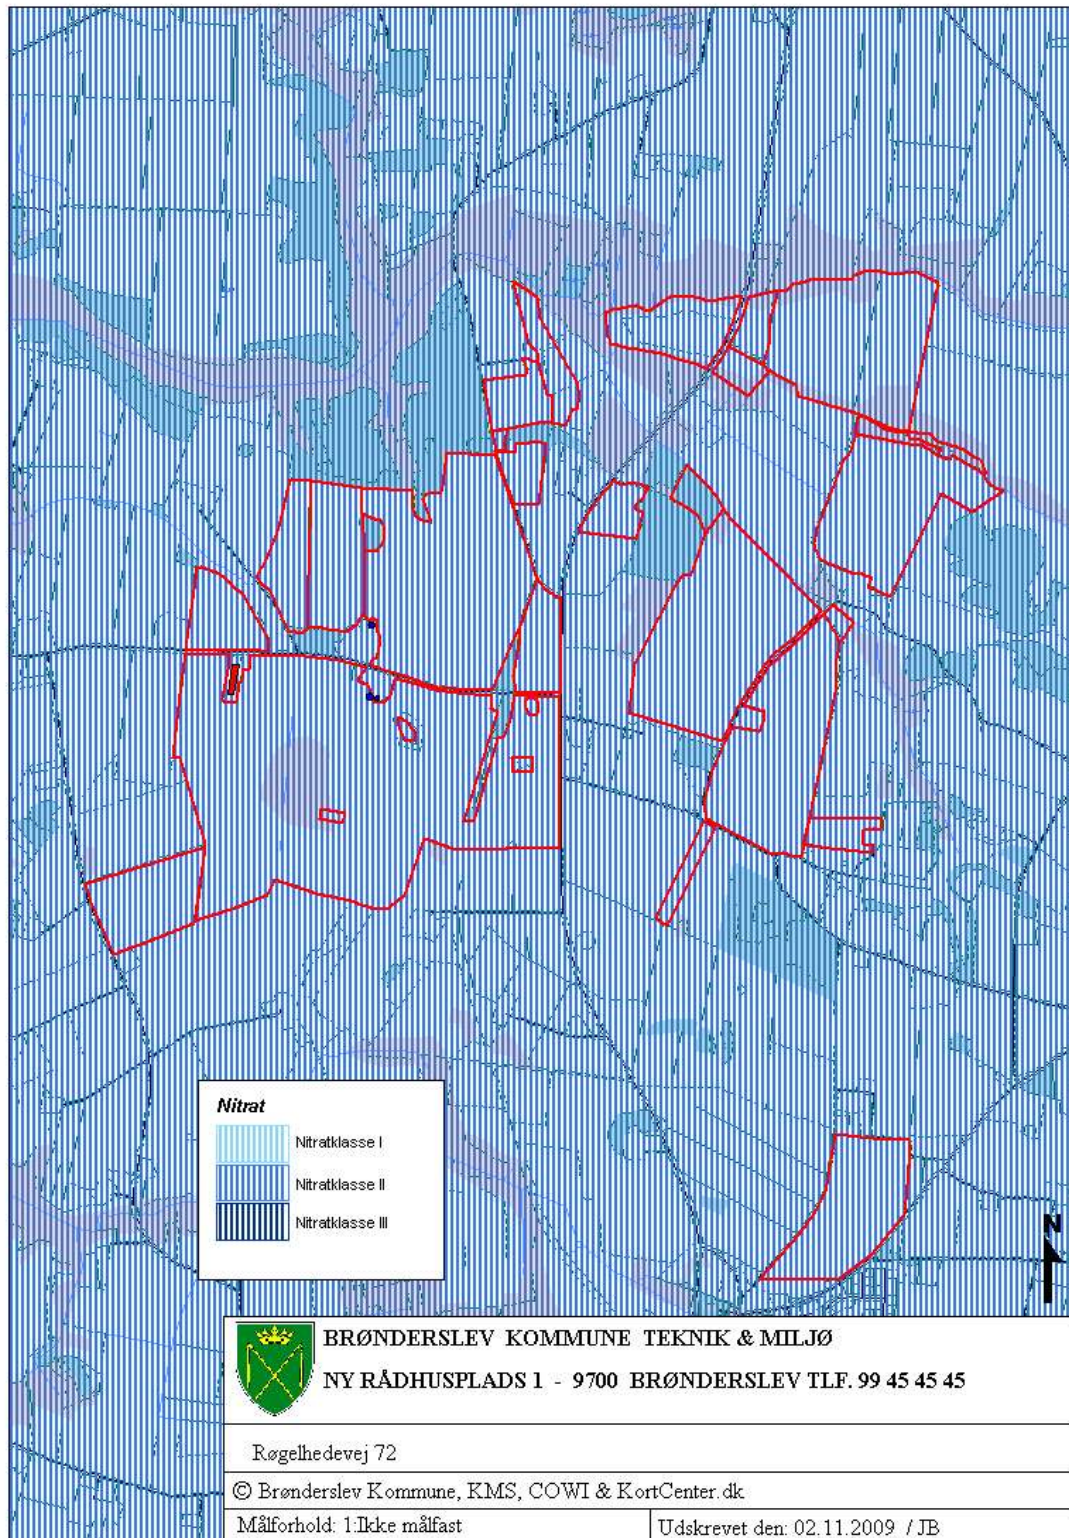 Nitrat
Nitratklasse I
Nitratklasse II
Nitratklasse III
N
BRØNDERSLEV KOMMUNE TEKNIK & MILJØ
NY RÅDHUSPLADS 1 - 9700 BRØNDERSLEV TLF. 99 45 45 45
Røgelhedevej 72
© Brønderslev Kommune, KMS, COWI & KortCenter.dk
Målforhold: 1:Ikke målfast
Udskrevet den: 02.11.2009 / JB